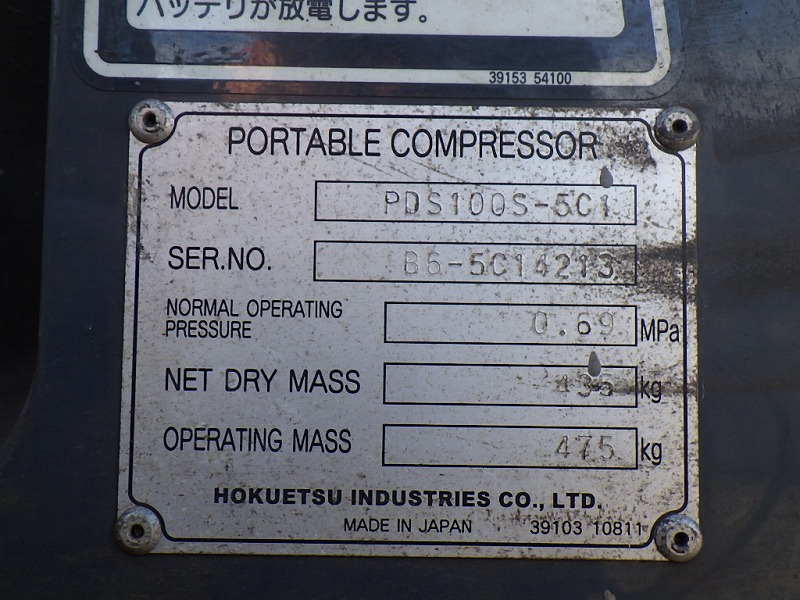 バッテリが放電します。
39153 54100
PORTABLE COMPRESSOR
MODEL PDS100S-5C1
SER.NO. B6-5C14213
NORMAL OPERATING
PRESSURE 0.69 MPa
NET DRY MASS 435 kg
OPERATING MASS 475 kg
HOKUETSU INDUSTRIES CO., LTD.
MADE IN JAPAN 39103 10811